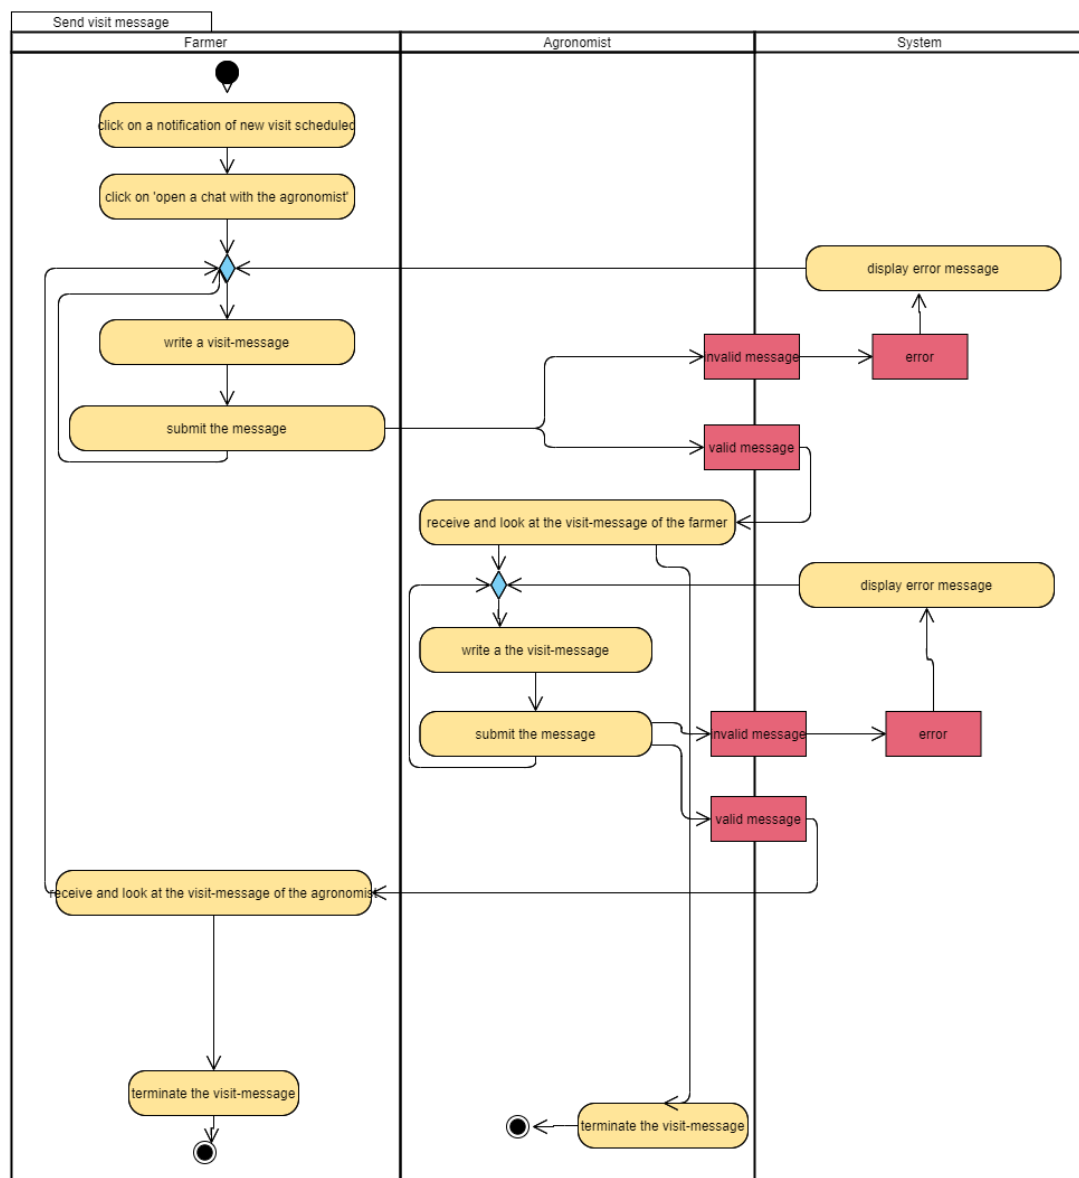 Send visit message
Farmer
Agronomist
System
click on a notification of new visit scheduled
click on 'open a chat with the agronomist'
display error message
write a visit-message
nvalid message
error
submit the message
valid message
receive and look at the visit-message of the farmer
display error message
write a the visit-message
submit the message
nvalid message
error
valid message
receive and look at the visit-message of the agronomist
terminate the visit-message
terminate the visit-message